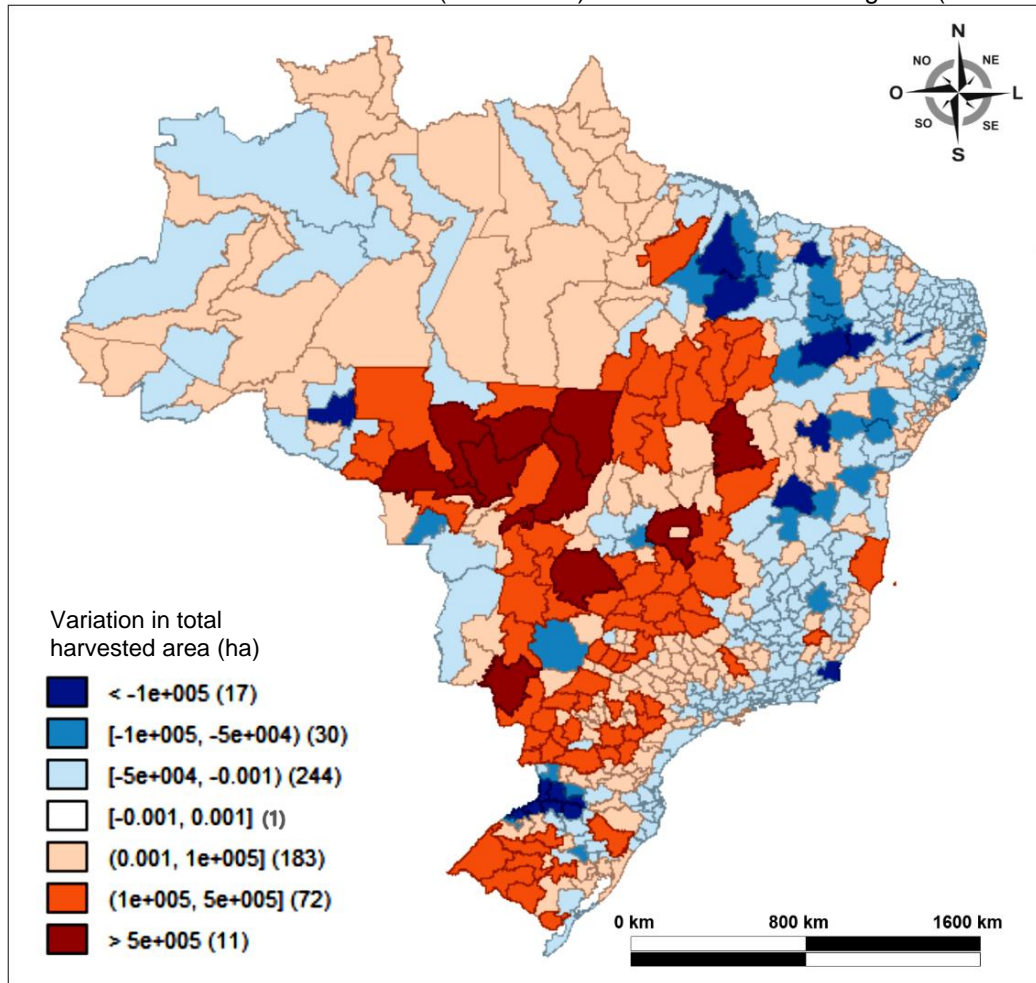 N
NO NE
O L
SO SE
S
Variation in total
harvested area (ha)
< -1e+005 (17)
[-1e+005, -5e+004) (30)
[-5e+004, -0.001) (244)
[-0.001, 0.001] (1)
(0.001, 1e+005] (183)
(1e+005, 5e+005] (72)
> 5e+005 (11)
0 km 800 km 1600 km